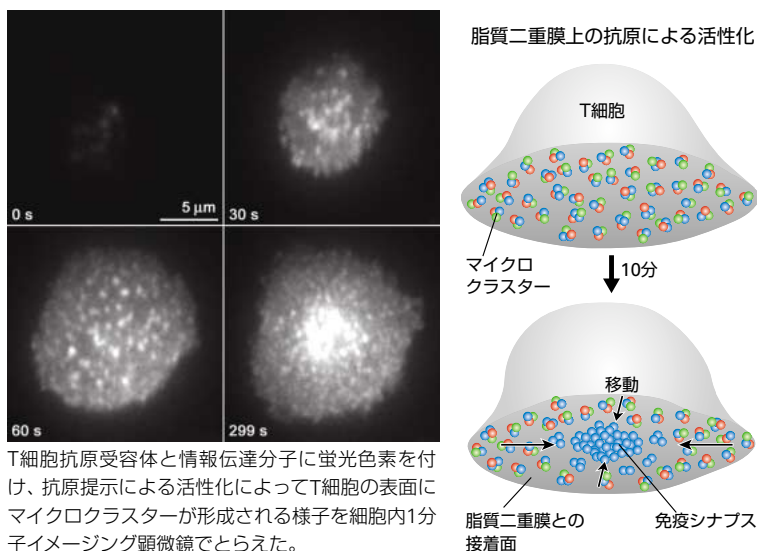 0 s
5 μm
30 s
60 s
299 s
T細胞抗原受容体と情報伝達分子に蛍光色素を付
け、抗原提示による活性化によってT細胞の表面に
マイクロクラスターが形成される様子を細胞内1分
子イメージング顕微鏡でとらえた。
脂質二重膜上の抗原による活性化
T細胞
マイクロ
クラスター
10分
移動
脂質二重膜との
接着面
免疫シナプス